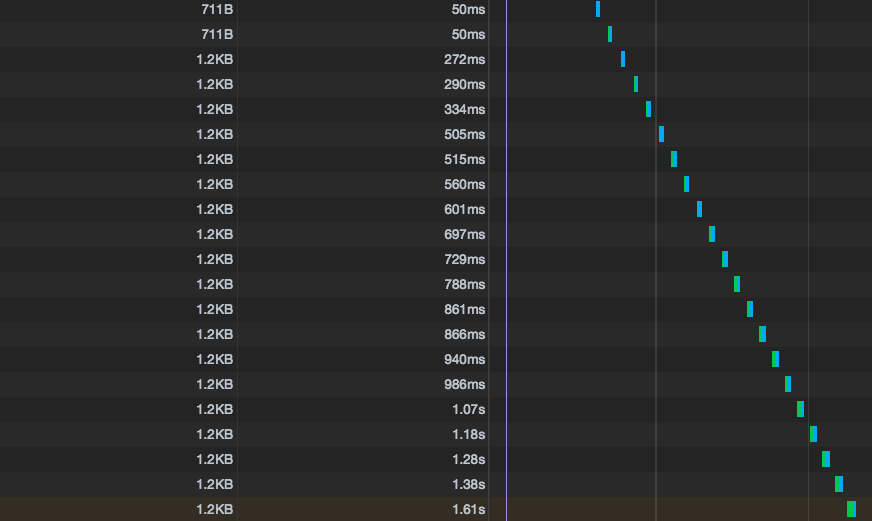 711B 50ms
711B 50ms
1.2KB 272ms
1.2KB 290ms
1.2KB 334ms
1.2KB 505ms
1.2KB 515ms
1.2KB 560ms
1.2KB 601ms
1.2KB 697ms
1.2KB 729ms
1.2KB 788ms
1.2KB 861ms
1.2KB 866ms
1.2KB 940ms
1.2KB 986ms
1.2KB 1.07s
1.2KB 1.18s
1.2KB 1.28s
1.2KB 1.38s
1.2KB 1.61s